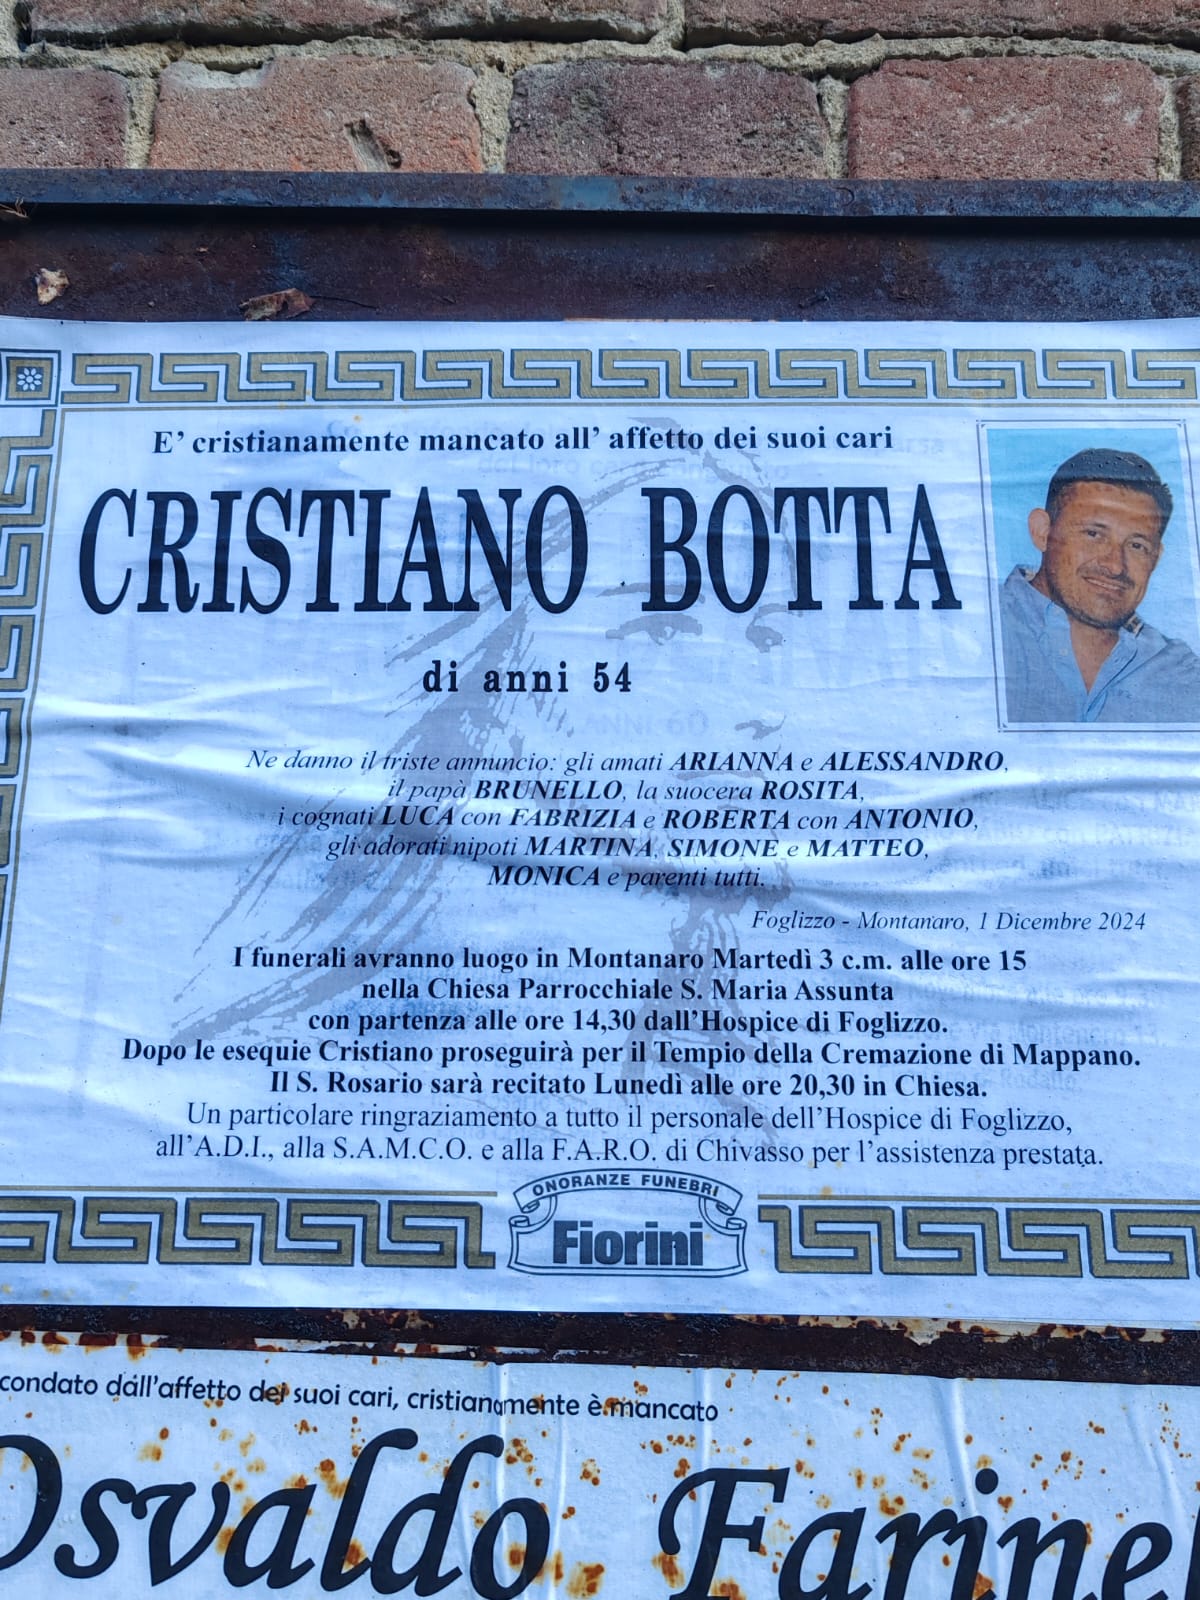 E' cristianamente mancato all' affetto dei suoi cari
CRISTIANO BOTTA
di anni 54
Ne danno il triste annuncio: gli amati ARIANNA e ALESSANDRO,
il papà BRUNELLO, la suocera ROSITA,
i cognati LUCA con FABRIZIA e ROBERTA con ANTONIO,
gli adorati nipoti MARTINA, SIMONE e MATTEO,
MONICA e parenti tutti.
Foglizzo - Montanaro, 1 Dicembre 2024
I funerali avranno luogo in Montanaro Martedì 3 c.m. alle ore 15
nella Chiesa Parrocchiale S. Maria Assunta
con partenza alle ore 14,30 dall'Hospice di Foglizzo.
Dopo le esequie Cristiano proseguirà per il Tempio della Cremazione di Mappano.
Il S. Rosario sarà recitato Lunedì alle ore 20,30 in Chiesa.
Un particolare ringraziamento a tutto il personale dell'Hospice di Foglizzo,
all'A.D.I., alla S.A.M.C.O. e alla F.A.R.O. di Chivasso per l'assistenza prestata.
ONORANZE FUNEBRI
Fiorini
condato dall'affetto dei suoi cari, cristianamente è mancato
Osvaldo Farinel